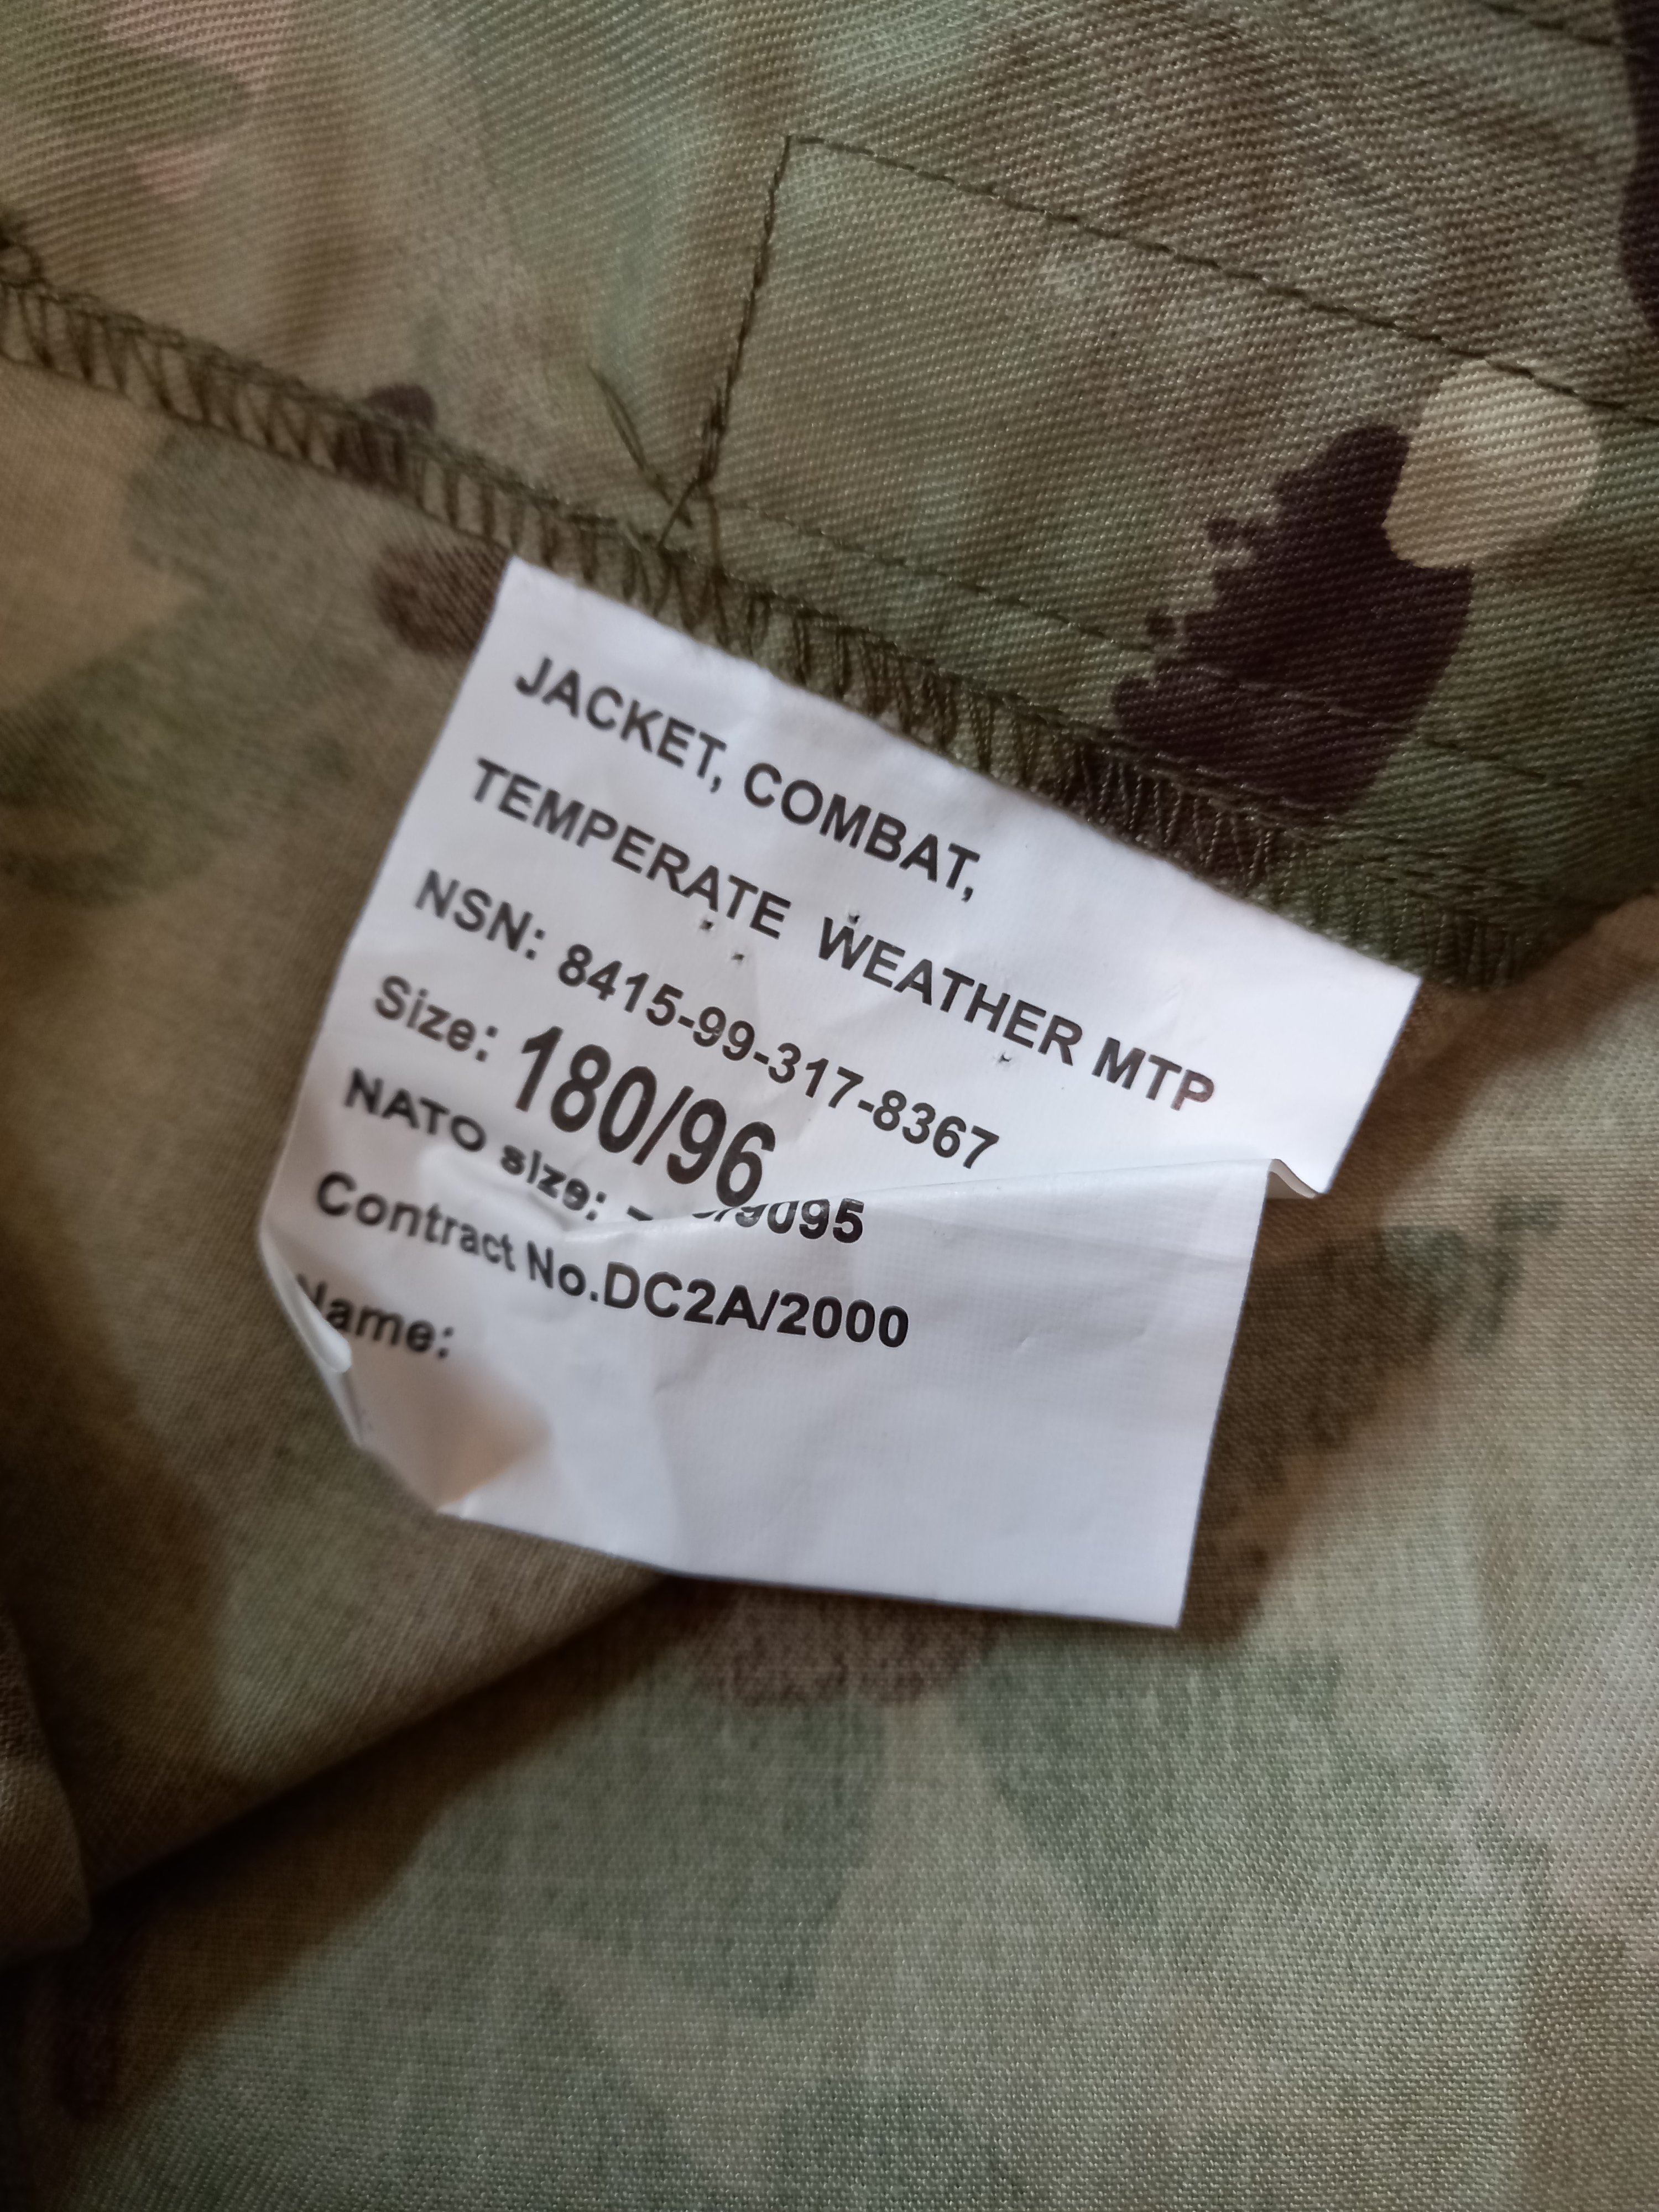 JACKET, COMBAT,
TEMPERATE WEATHER MTP
NSN: 8415-99-317-8367
Size: 180/96
NATO size:
Contract No.DC2A/2000
Name: